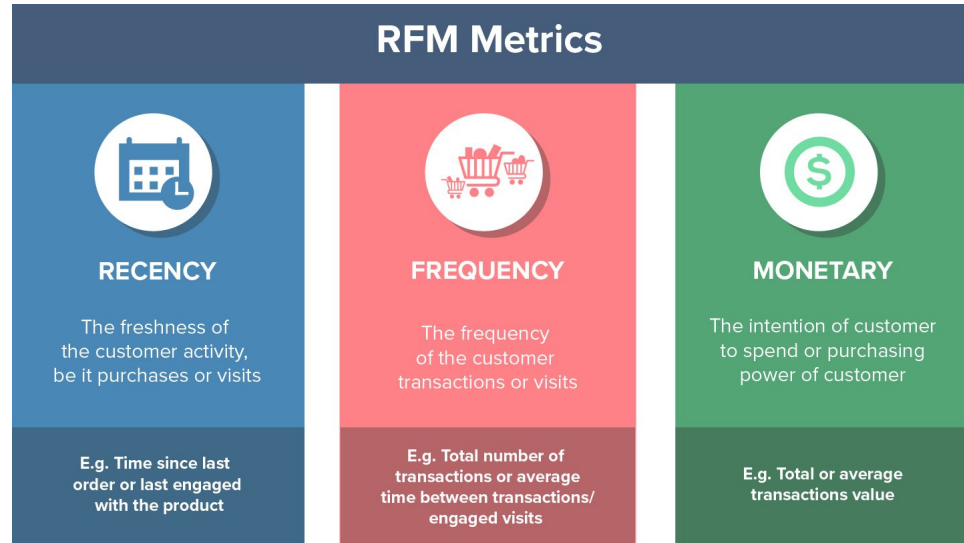 RFM Metrics
RECENCY
The freshness of
the customer activity,
be it purchases or visits
E.g. Time since last
order or last engaged
with the product
FREQUENCY
The frequency
of the customer
transactions or visits
E.g. Total number of
transactions or average
time between transactions/
engaged visits
MONETARY
The intention of customer
to spend or purchasing
power of customer
E.g. Total or average
transactions value